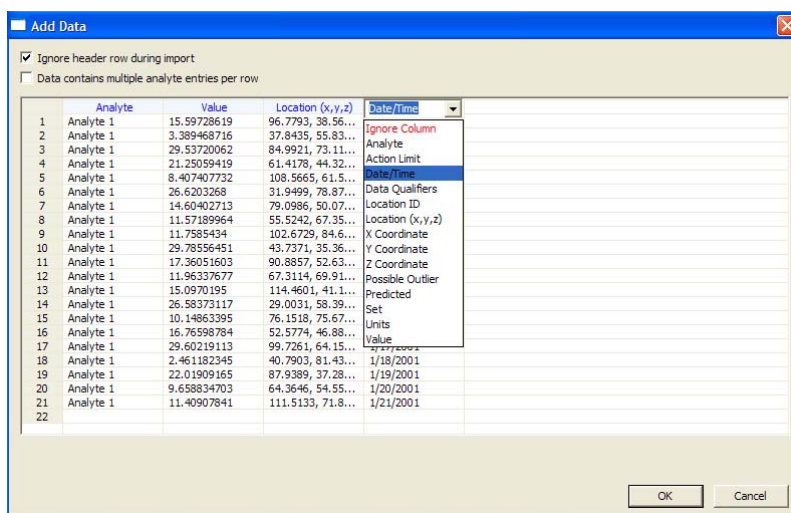 Add Data
Ignore header row during import
Data contains multiple analyte entries per row
Analyte Value Location (x,y,z) Date/Time
1 Analyte 1 15.59728619 96.7793, 38.56...
2 Analyte 1 3.389468716 37.8435, 55.83...
3 Analyte 1 29.53720062 84.9921, 73.11...
4 Analyte 1 21.25059419 61.4178, 44.32...
5 Analyte 1 8.407407732 108.5665, 61.5...
6 Analyte 1 26.6203268 31.9499, 78.87...
7 Analyte 1 14.60402713 79.0986, 50.07...
8 Analyte 1 11.57189964 55.5242, 67.35...
9 Analyte 1 11.7585434 102.6729, 84.6...
10 Analyte 1 29.78556451 43.7371, 35.36...
11 Analyte 1 17.36051603 90.8857, 52.63...
12 Analyte 1 11.96337677 67.3114, 69.91...
13 Analyte 1 15.0970195 114.4601, 41.1...
14 Analyte 1 26.58373117 29.0031, 58.39...
15 Analyte 1 10.14863395 76.1518, 75.67...
16 Analyte 1 16.76598784 52.5774, 46.88...
17 Analyte 1 29.60219113 99.7261, 64.15... 1/17/2001
18 Analyte 1 2.461182345 40.7903, 81.43... 1/18/2001
19 Analyte 1 22.01909165 87.9389, 37.28... 1/19/2001
20 Analyte 1 9.658834703 64.3646, 54.55... 1/20/2001
21 Analyte 1 11.40907841 111.5133, 71.8... 1/21/2001
22
Ignore Column
Analyte
Action Limit
Date/Time
Data Qualifiers
Location ID
Location (x,y,z)
X Coordinate
Y Coordinate
Z Coordinate
Possible Outlier
Predicted
Set
Units
Value
OK Cancel